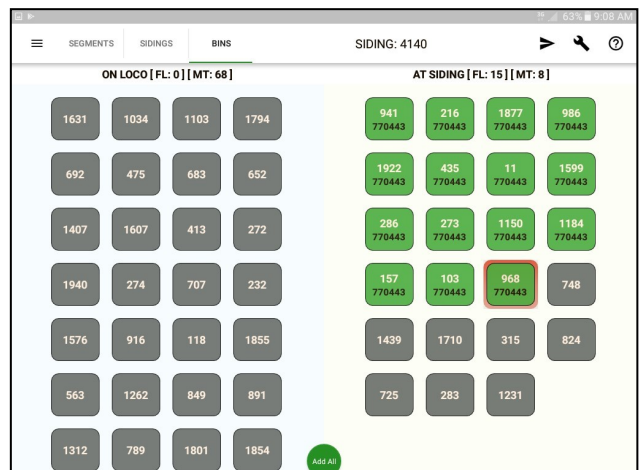 63% 9:08 AM
SEGMENTS SIDINGS BINS SIDING: 4140
ON LOCO [ FL: 0 ] [ MT: 68 ]
AT SIDING [ FL: 15 ] [ MT: 8 ]
1631 1034 1103 1794
692 475 683 652
1407 1607 413 272
1940 274 707 232
1576 916 118 1855
563 1262 849 891
1312 789 1801 1854
941 216 1877 986
770443 770443 770443 770443
1922 435 11 1599
770443 770443 770443 770443
286 273 1150 1184
770443 770443 770443 770443
157 103 968 748
770443 770443 770443
1439 1710 315 824
725 283 1231
Add All